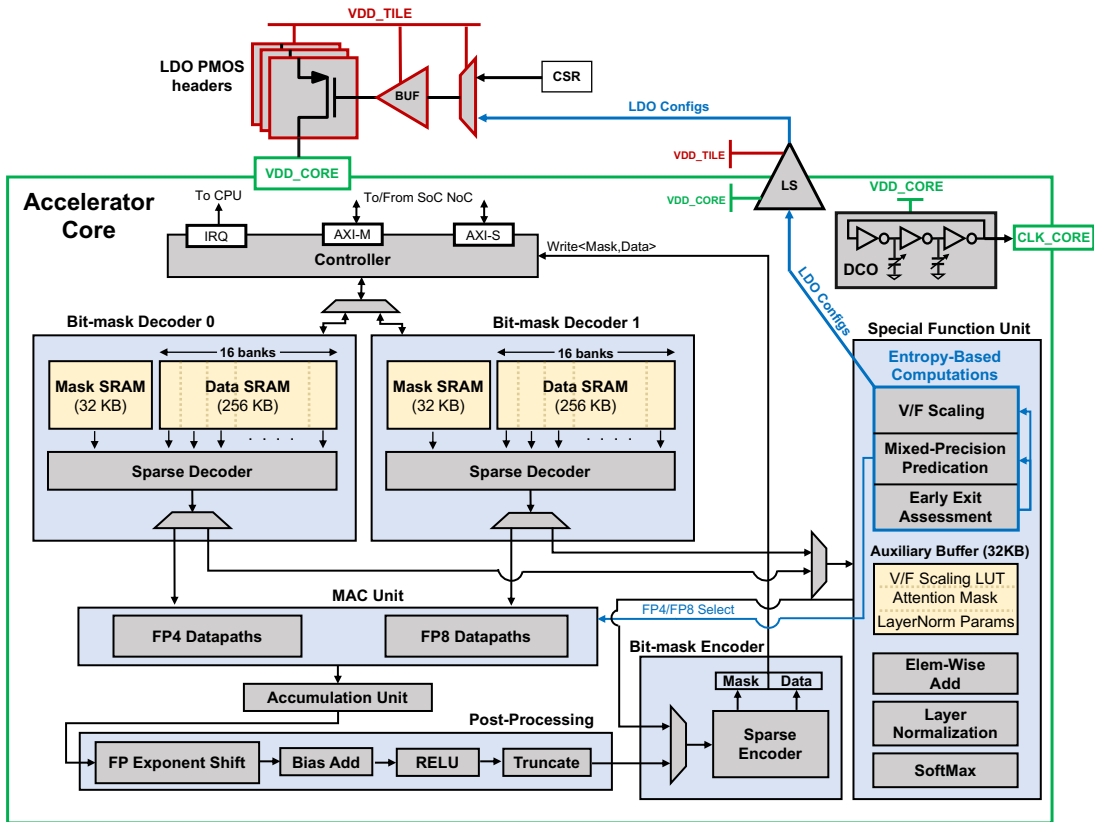 VDD_TILE
LDO PMOS
headers
BUF
CSR
LDO Configs
VDD_TILE
LS
VDD_CORE
VDD_CORE
VDD_CORE
Accelerator
Core
To CPU
To/From SoC NoC
IRQ
AXI-M
AXI-S
Controller
Write<Mask,Data>
DCO
CLK_CORE
LDO Configs
Bit-mask Decoder 0
16 banks
Mask SRAM
(32 KB)
Data SRAM
(256 KB)
. . . .
Sparse Decoder
Bit-mask Decoder 1
16 banks
Mask SRAM
(32 KB)
Data SRAM
(256 KB)
. . . .
Sparse Decoder
Special Function Unit
Entropy-Based
Computations
V/F Scaling
Mixed-Precision
Predication
Early Exit
Assessment
Auxiliary Buffer (32KB)
V/F Scaling LUT
Attention Mask
LayerNorm Params
Elem-Wise
Add
Layer
Normalization
SoftMax
MAC Unit
FP4 Datapaths
FP8 Datapaths
FP4/FP8 Select
Accumulation Unit
Bit-mask Encoder
Mask
Data
Sparse
Encoder
Post-Processing
FP Exponent Shift
Bias Add
RELU
Truncate